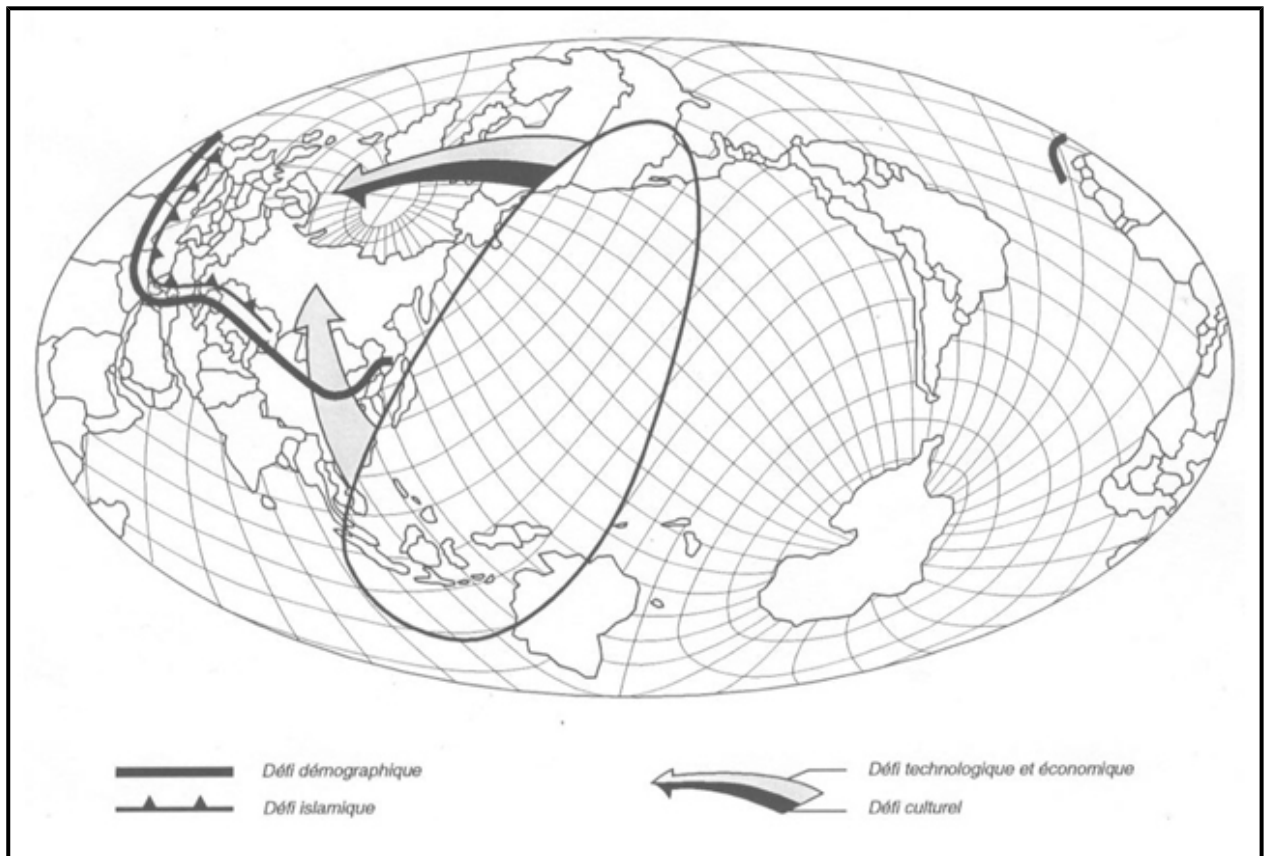 Défi démographique
Défi islamique
Défi technologique et économique
Défi culturel